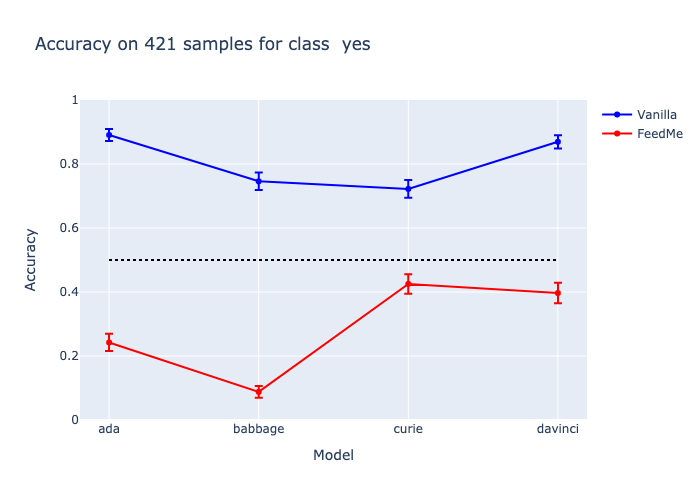 Accuracy on 421 samples for class  yes
Vanilla
FeedMe
Accuracy
1
0.8
0.6
0.4
0.2
0
ada
babbage
curie
davinci
Model